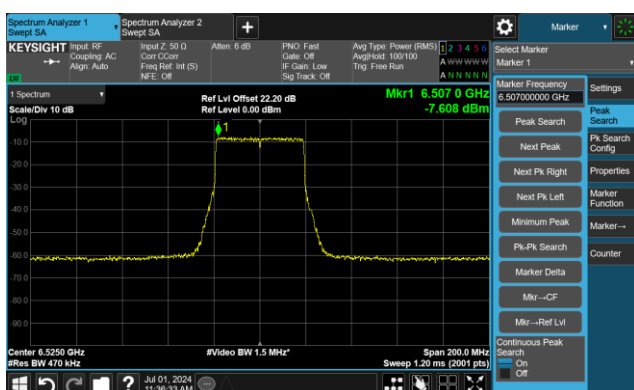 Spectrum Analyzer 1
Swept SA
Spectrum Analyzer 2
Swept SA
+
Marker
KEYSIGHT
Input: RF
Coupling: AC
Align: Auto
Input Z: 50 Ω
Corr CCorr
Freq Ref: Int (S)
NFE: Off
Atten: 6 dB
PNO: Fast
Gate: Off
IF Gain: Low
Sig Track: Off
Avg Type: Power (RMS)
Avg|Hold: 100/100
Trig: Free Run
1 2 3 4 5 6
A W W W W W
A N N N N N
Select Marker
Marker 1
1 Spectrum
Scale/Div 10 dB
Log
Ref Lvl Offset 22.20 dB
Ref Level 0.00 dBm
Mkr1 6.507 0 GHz
-7.608 dBm
1
-10.0
-20.0
-30.0
-40.0
-50.0
-60.0
-70.0
-80.0
-90.0
Center 6.5250 GHz
#Res BW 470 kHz
#Video BW 1.5 MHz*
Span 200.0 MHz
Sweep 1.20 ms (2001 pts)
Marker Frequency
6.507000000 GHz
Peak Search
Next Peak
Next Pk Right
Next Pk Left
Minimum Peak
Pk-Pk Search
Marker Delta
Mkr→CF
Mkr→Ref Lvl
Continuous Peak
Search
On
Off
Settings
Peak
Search
Pk Search
Config
Properties
Marker
Function
Marker→
Counter
?
Jul 01, 2024
11:36:33 AM